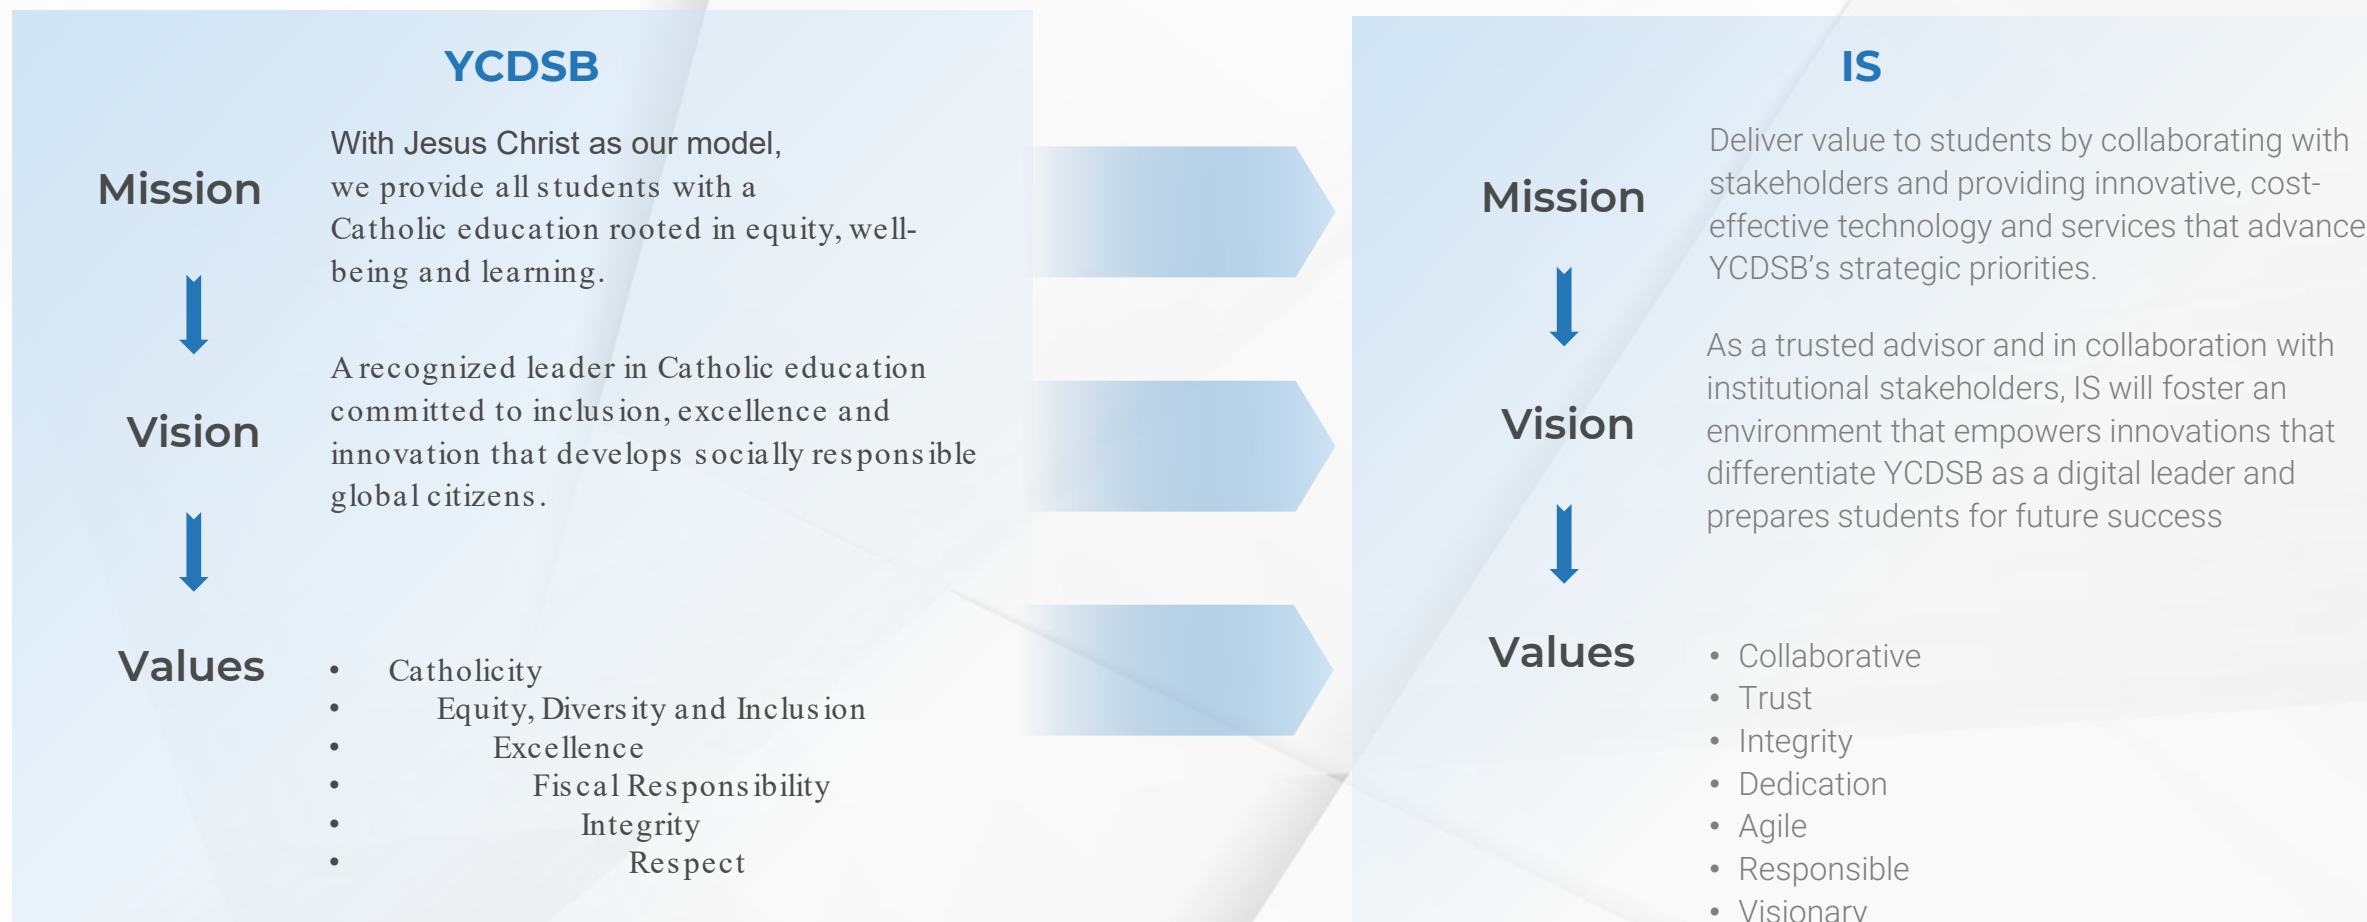 YCDSB
Mission
With Jesus Christ as our model,
we provide all students with a
Catholic education rooted in equity, well-
being and learning.
Vision
A recognized leader in Catholic education
committed to inclusion, excellence and
innovation that develops socially responsible
global citizens.
Values
• Catholicity
• Equity, Diversity and Inclusion
• Excellence
• Fiscal Responsibility
• Integrity
• Respect
IS
Mission
Deliver value to students by collaborating with
stakeholders and providing innovative, cost-
effective technology and services that advance
YCDSB’s strategic priorities.
Vision
As a trusted advisor and in collaboration with
institutional stakeholders, IS will foster an
environment that empowers innovations that
differentiate YCDSB as a digital leader and
prepares students for future success
Values
• Collaborative
• Trust
• Integrity
• Dedication
• Agile
• Responsible
• Visionary